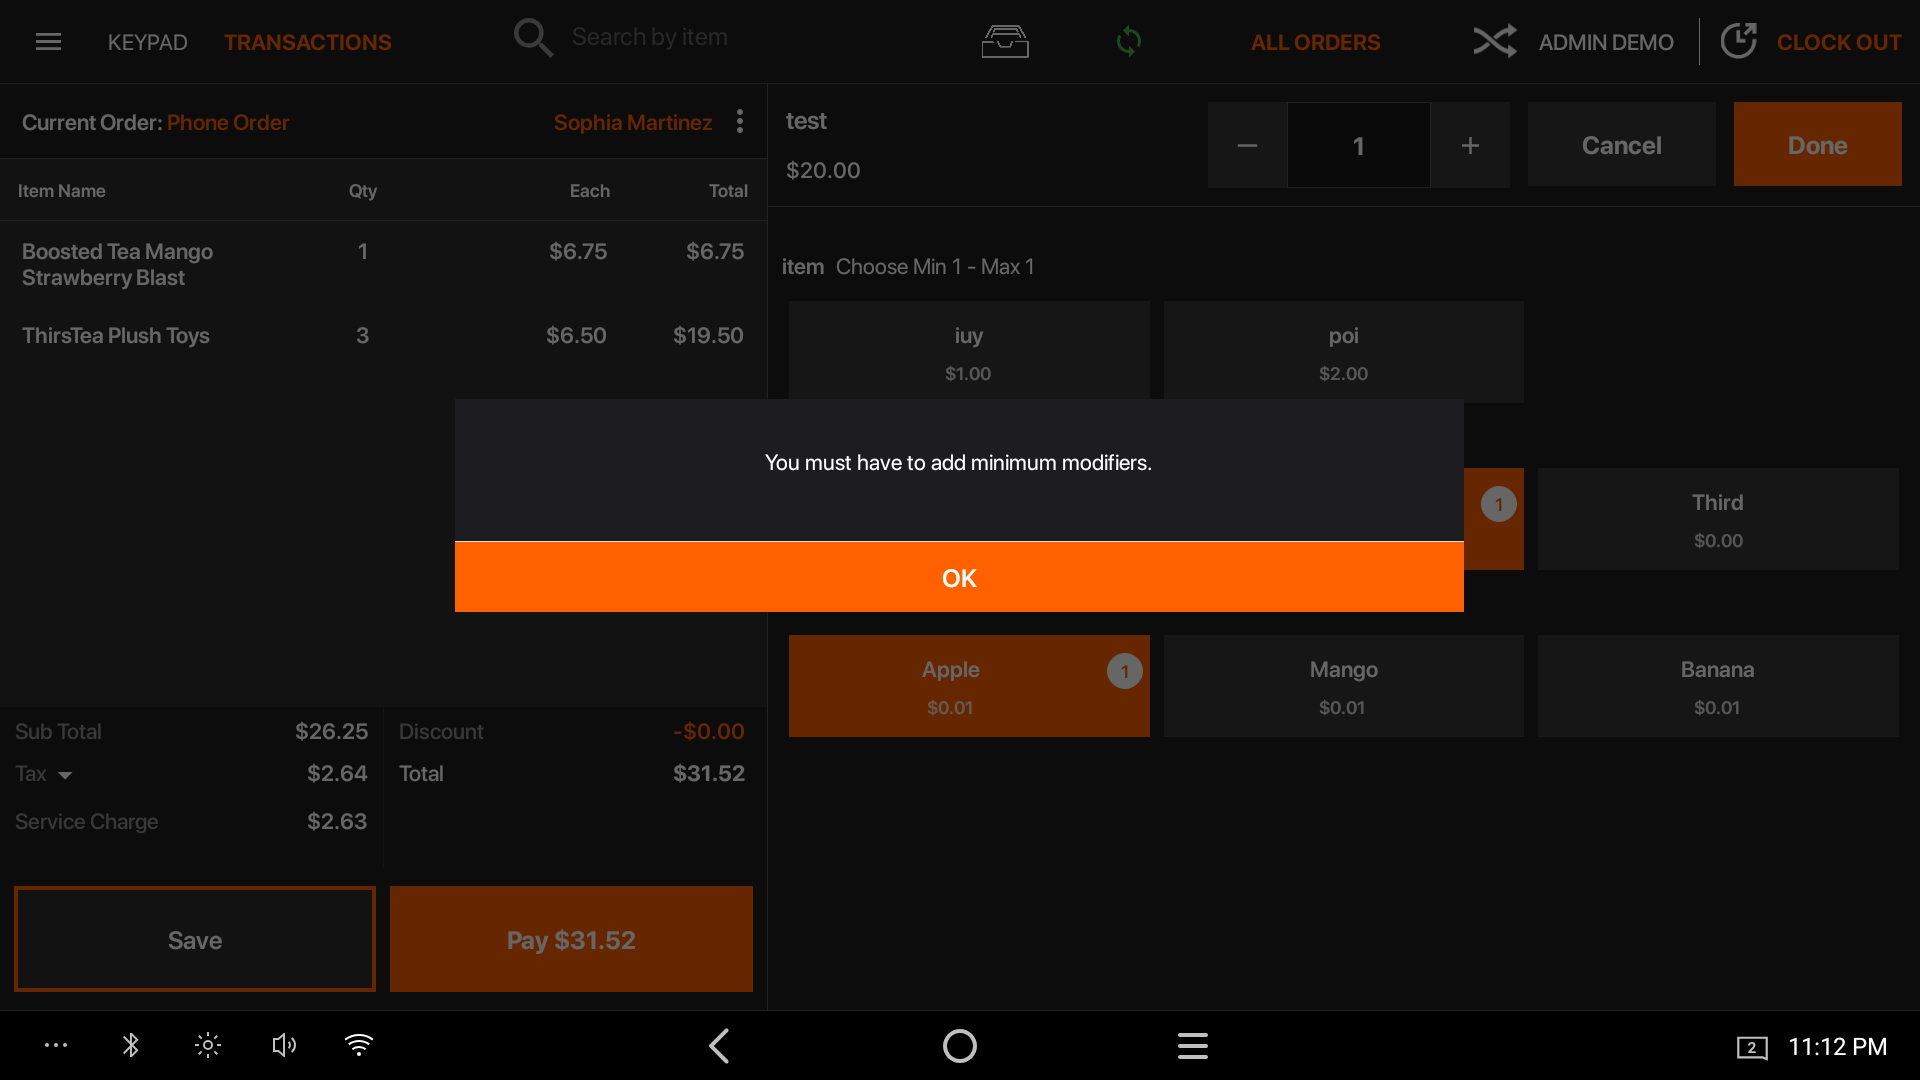 KEYPAD TRANSACTIONS Search by item ALL ORDERS ADMIN DEMO CLOCK OUT
Current Order: Phone Order Sophia Martinez
Item Name Qty Each Total
Boosted Tea Mango Strawberry Blast 1 $6.75 $6.75
ThirsTea Plush Toys 3 $6.50 $19.50
Sub Total $26.25 Discount -$0.00
Tax $2.64 Total $31.52
Service Charge $2.63
Save Pay $31.52
test
$20.00
1 Cancel Done
item Choose Min 1 - Max 1
iuy poi
$1.00 $2.00
You must have to add minimum modifiers.
OK
1 Third
$0.00
Apple 1 Mango Banana
$0.01 $0.01 $0.01
2 11:12 PM